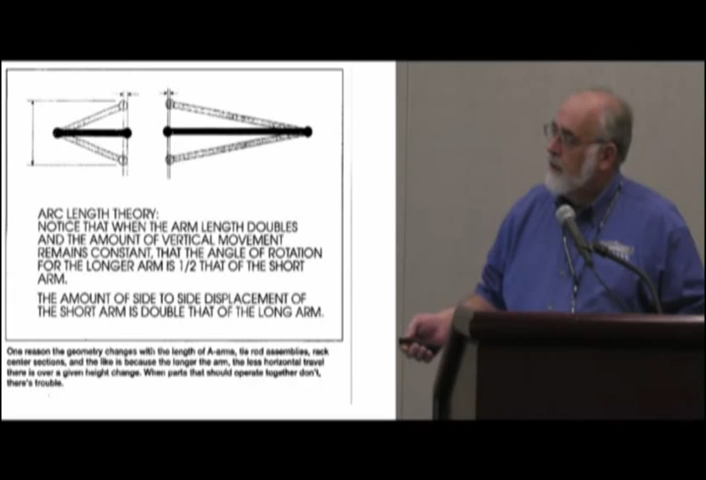 ARC LENGTH THEORY:
NOTICE THAT WHEN THE ARM LENGTH DOUBLES
AND THE AMOUNT OF VERTICAL MOVEMENT
REMAINS CONSTANT, THAT THE ANGLE OF ROTATION
FOR THE LONGER ARM IS 1/2 THAT OF THE SHORT
ARM.
THE AMOUNT OF SIDE TO SIDE DISPLACEMENT OF
THE SHORT ARM IS DOUBLE THAT OF THE LONG ARM.
One reason the geometry changes with the length of A-arms, tie rod assemblies, rack
center sections, and the like is because the longer the arm, the less horizontal travel
there is over a given height change. When parts that should operate together don't,
there's trouble.